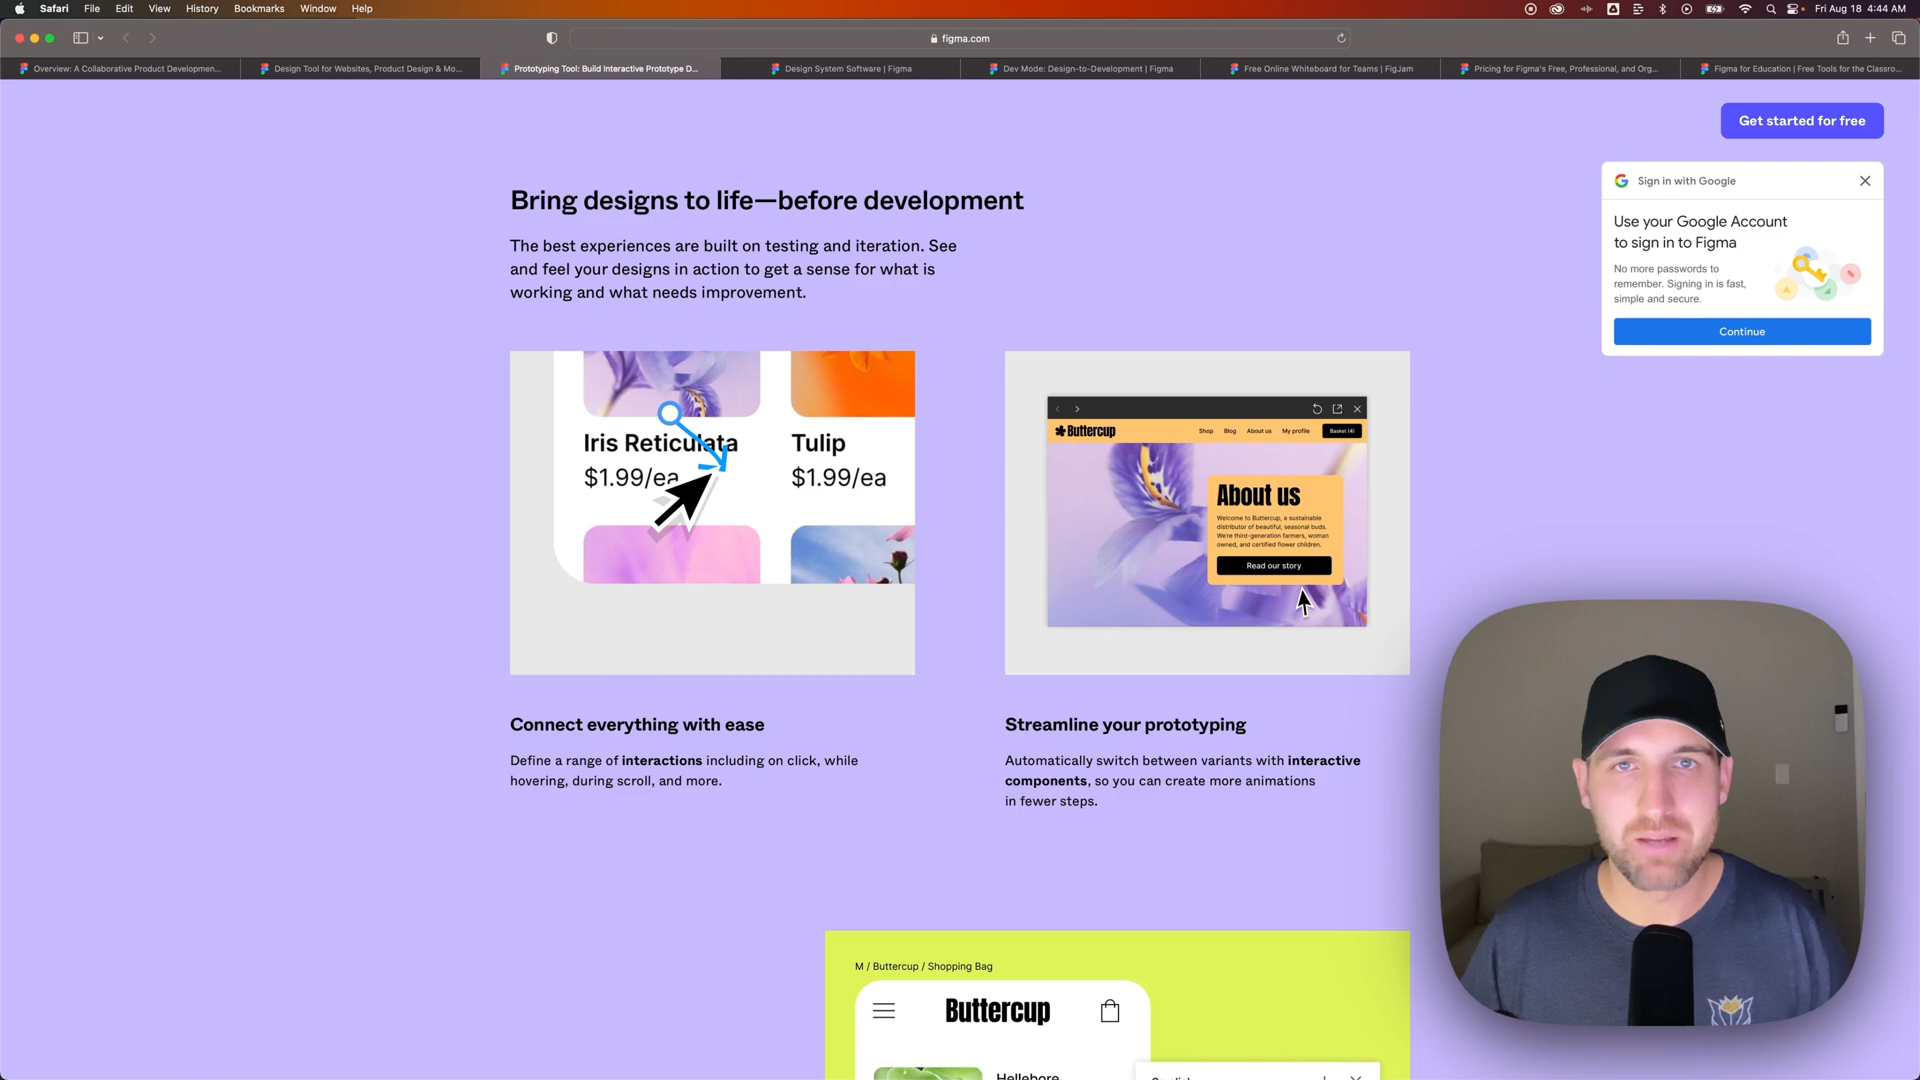 Safari File Edit View History Bookmarks Window Help
Fri Aug 18 4:44 AM
figma.com
Overview: A Collaborative Product Developmen...
Design Tool for Websites, Product Design & Mo...
Prototyping Tool: Build Interactive Prototype D...
Design System Software | Figma
Dev Mode: Design-to-Development | Figma
Free Online Whiteboard for Teams | FigJam
Pricing for Figma's Free, Professional, and Org...
Figma for Education | Free Tools for the Classro...
Get started for free
Sign in with Google
Use your Google Account
to sign in to Figma
No more passwords to
remember. Signing in is fast,
simple and secure.
Continue
Bring designs to life—before development
The best experiences are built on testing and iteration. See
and feel your designs in action to get a sense for what is
working and what needs improvement.
Iris Reticulata
$1.99/ea
Tulip
$1.99/ea
Buttercup
Shop Blog About us My profile Basket (4)
About us
Welcome to Buttercup, a sustainable
distributor of beautiful, seasonal buds.
We're third-generation farmers, woman
owned, and certified flower children.
Read our story
Connect everything with ease
Define a range of interactions including on click, while
hovering, during scroll, and more.
Streamline your prototyping
Automatically switch between variants with interactive
components, so you can create more animations
in fewer steps.
M / Buttercup / Shopping Bag
Buttercup
Hellebore